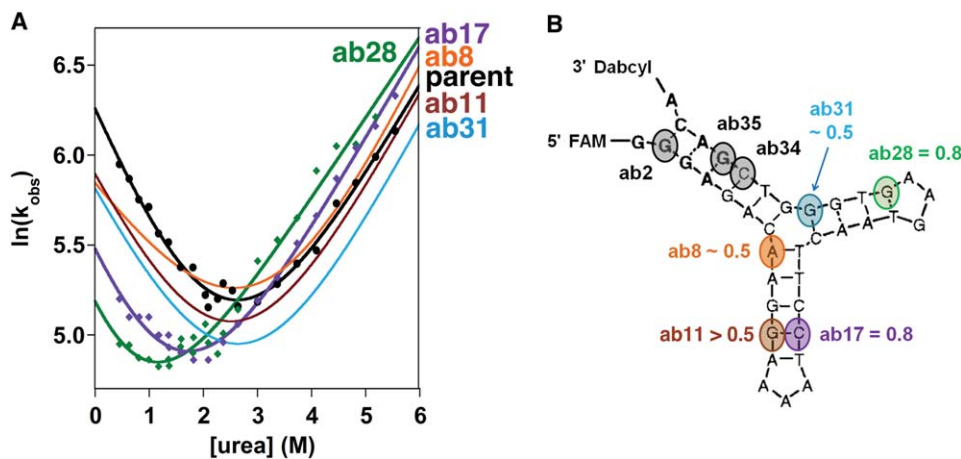 A
ln(k_obs)
6.5
6.0
5.5
5.0
0 1 2 3 4 5 6
[urea] (M)
ab28
ab17
ab8
parent
ab11
ab31
B
3' Dabcyl
5' FAM
ab2
ab35
ab34
ab31
~ 0.5
ab28 = 0.8
ab8 ~ 0.5
ab11 > 0.5
ab17 = 0.8
A
C
A
G
C
T
G
G
G
T
G
A
A
G
T
A
A
C
T
T
C
C
T
A
A
A
A
A
G
G
A
A
C
A
G
A
G
G
G